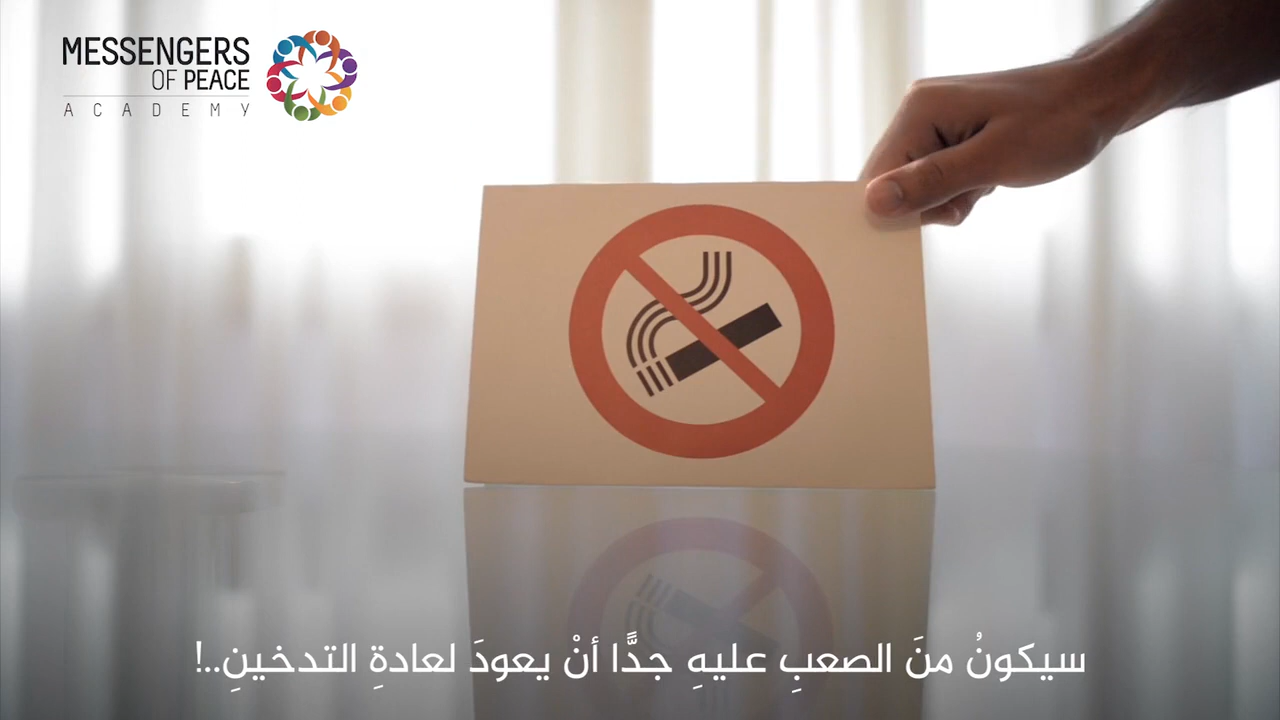 MESSENGERS
OF PEACE
ACADEMY
سيكونُ منَ الصعبِ عليهِ جدًّا أنْ يعودَ لعادةِ التدخينِ..!